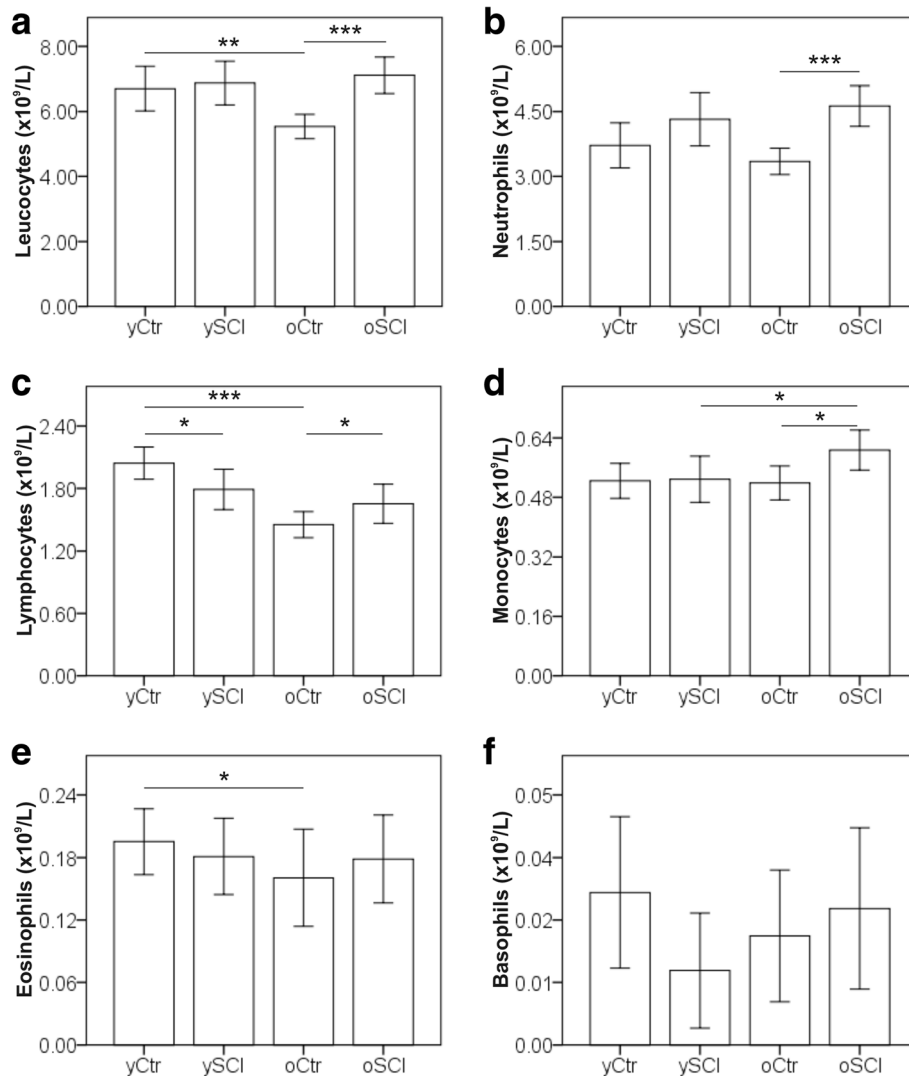 a
Leucocytes (x10⁹/L)
8.00
6.00
4.00
2.00
0.00
**
***
yCtr ySCI oCtr oSCI
b
Neutrophils (x10⁹/L)
6.00
4.50
3.00
1.50
0.00
***
yCtr ySCI oCtr oSCI
c
Lymphocytes (x10⁹/L)
2.40
1.80
1.20
0.60
0.00
***
*
*
yCtr ySCI oCtr oSCI
d
Monocytes (x10⁹/L)
0.64
0.48
0.32
0.16
0.00
*
*
yCtr ySCI oCtr oSCI
e
Eosinophils (x10⁹/L)
0.24
0.18
0.12
0.06
0.00
*
yCtr ySCI oCtr oSCI
f
Basophils (x10⁹/L)
0.05
0.04
0.02
0.01
0.00
yCtr ySCI oCtr oSCI